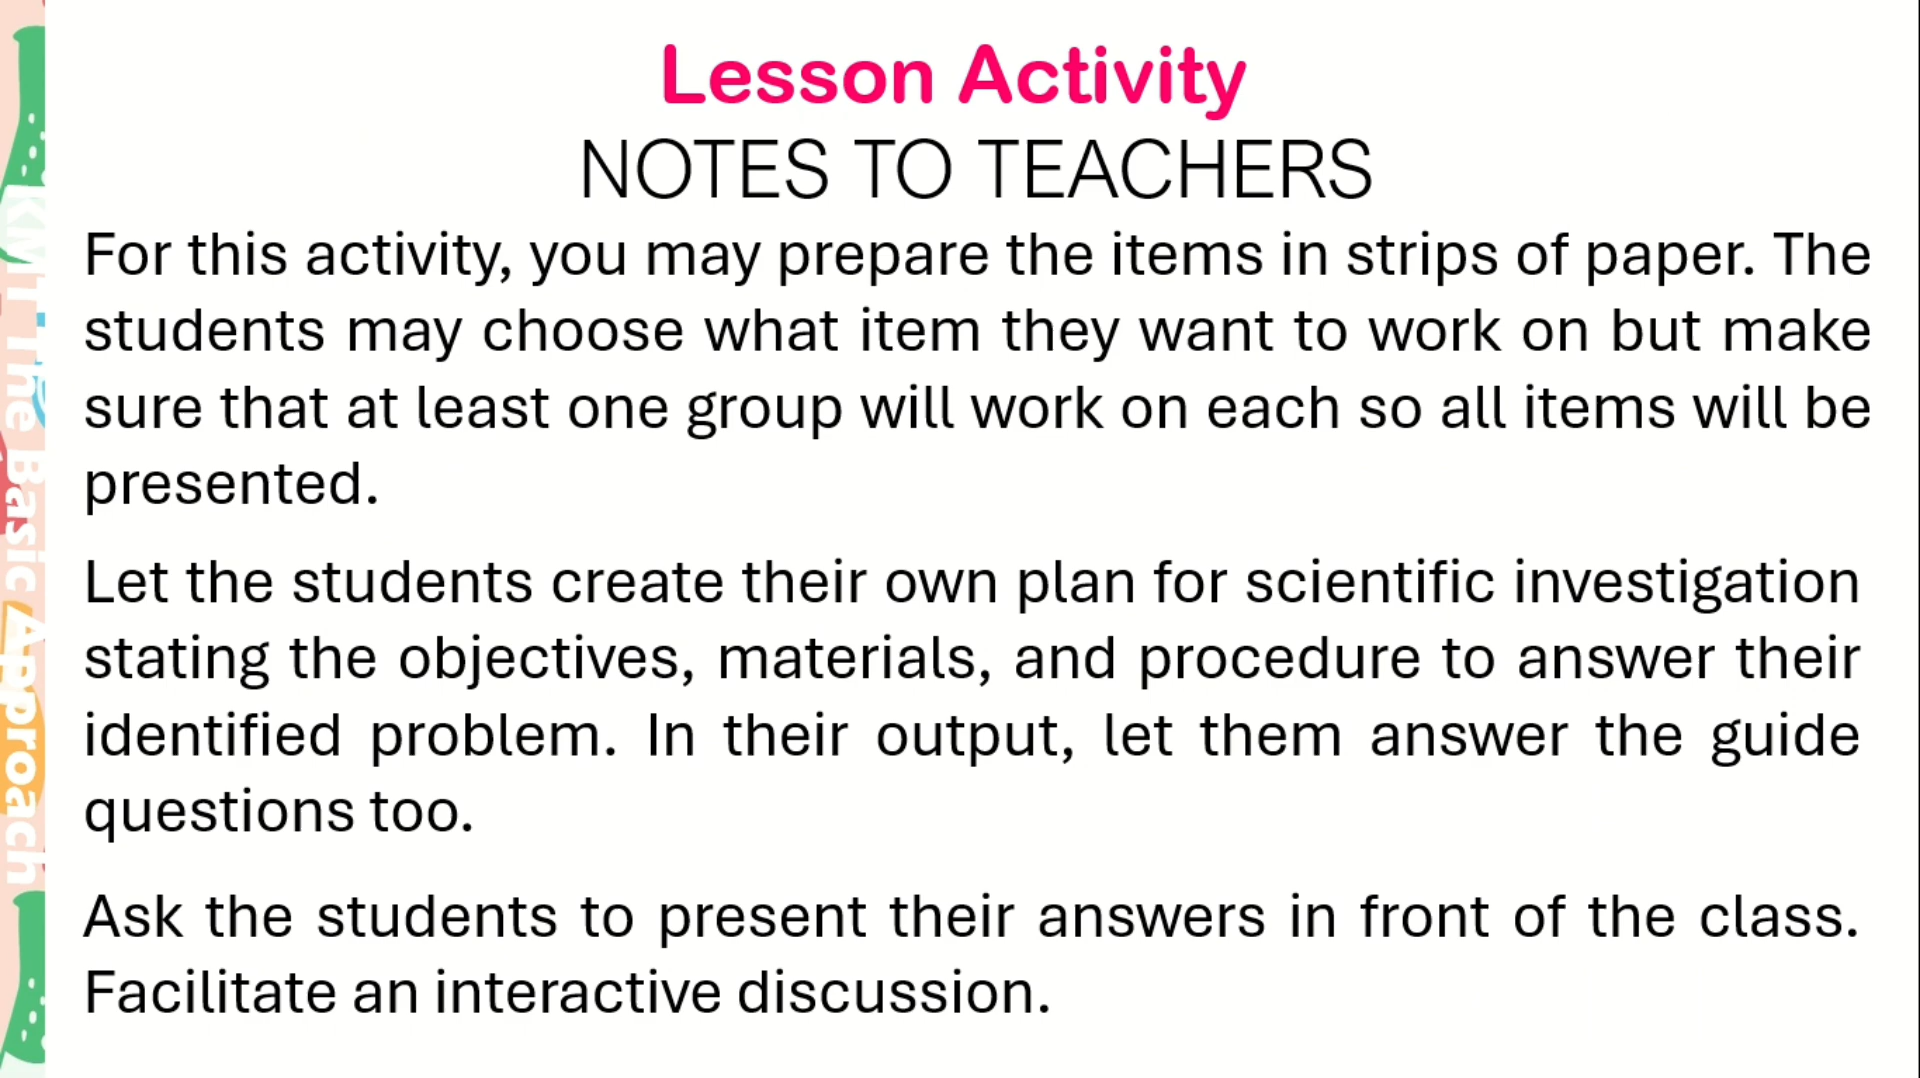 Lesson Activity
NOTES TO TEACHERS
For this activity, you may prepare the items in strips of paper. The
students may choose what item they want to work on but make
sure that at least one group will work on each so all items will be
presented.
Let the students create their own plan for scientific investigation
stating the objectives, materials, and procedure to answer their
identified problem. In their output, let them answer the guide
questions too.
Ask the students to present their answers in front of the class.
Facilitate an interactive discussion.
KMTT The Basic Approach